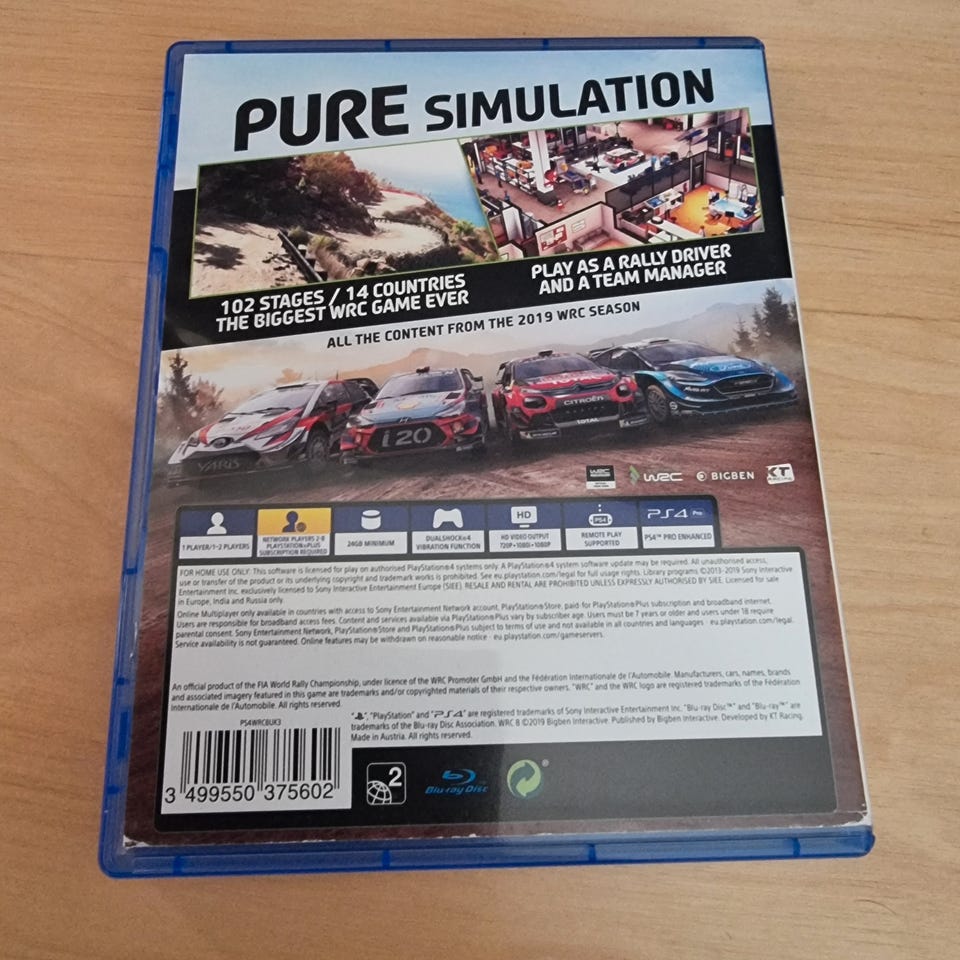 PURE SIMULATION
102 STAGES / 14 COUNTRIES
THE BIGGEST WRC GAME EVER
PLAY AS A RALLY DRIVER
AND A TEAM MANAGER
ALL THE CONTENT FROM THE 2019 WRC SEASON
YARIS
i20
TOTAL
CITROËN
TOTAL
WRC
WRC
BIGBEN
KT
RACING
1 PLAYER/1-2 PLAYERS
NETWORK PLAYERS 2-8
PLAYSTATION®PLUS
SUBSCRIPTION REQUIRED
24GB MINIMUM
DUALSHOCK®4
VIBRATION FUNCTION
HD
HD VIDEO OUTPUT
720P•1080i•1080P
PS4
REMOTE PLAY
SUPPORTED
PS4 Pro
PS4™ PRO ENHANCED
FOR HOME USE ONLY. This software is licensed for play on authorised PlayStation®4 systems only. A PlayStation®4 system software update may be required. All unauthorised access,
use or transfer of the product or its underlying copyright and trademark works is prohibited. See eu.playstation.com/legal for full usage rights. Library programs ©2013-2019 Sony Interactive
Entertainment Inc. exclusively licensed to Sony Interactive Entertainment Europe (SIEE). RESALE AND RENTAL ARE PROHIBITED UNLESS EXPRESSLY AUTHORISED BY SIEE. Licensed for sale
in Europe, India and Russia only.
Online Multiplayer only available in countries with access to Sony Entertainment Network account, PlayStation®Store, paid-for PlayStation®Plus subscription and broadband internet.
Users are responsible for broadband access fees. Content and services available via PlayStation®Plus vary by subscriber age. Users must be 7 years or older and users under 18 require
parental consent. Sony Entertainment Network, PlayStation®Store and PlayStation®Plus subject to terms of use and not available in all countries and languages · eu.playstation.com/legal.
Service availability is not guaranteed. Online features may be withdrawn on reasonable notice · eu.playstation.com/gameservers.
An official product of the FIA World Rally Championship, under licence of the WRC Promoter GmbH and the Fédération Internationale de l'Automobile. Manufacturers, cars, names, brands
and associated imagery featured in this game are trademarks and/or copyrighted materials of their respective owners. "WRC" and the WRC logo are registered trademarks of the Fédération
Internationale de l'Automobile. All rights reserved.
PS4WRC8UK3
"PlayStation" and "PS4" are registered trademarks of Sony Interactive Entertainment Inc. "Blu-ray Disc™" and "Blu-ray™" are
trademarks of the Blu-ray Disc Association. WRC 8 ©2019 Bigben Interactive. Published by Bigben Interactive. Developed by KT Racing.
Made in Austria. All rights reserved.
3 499550 375602
2
Blu-ray Disc
®